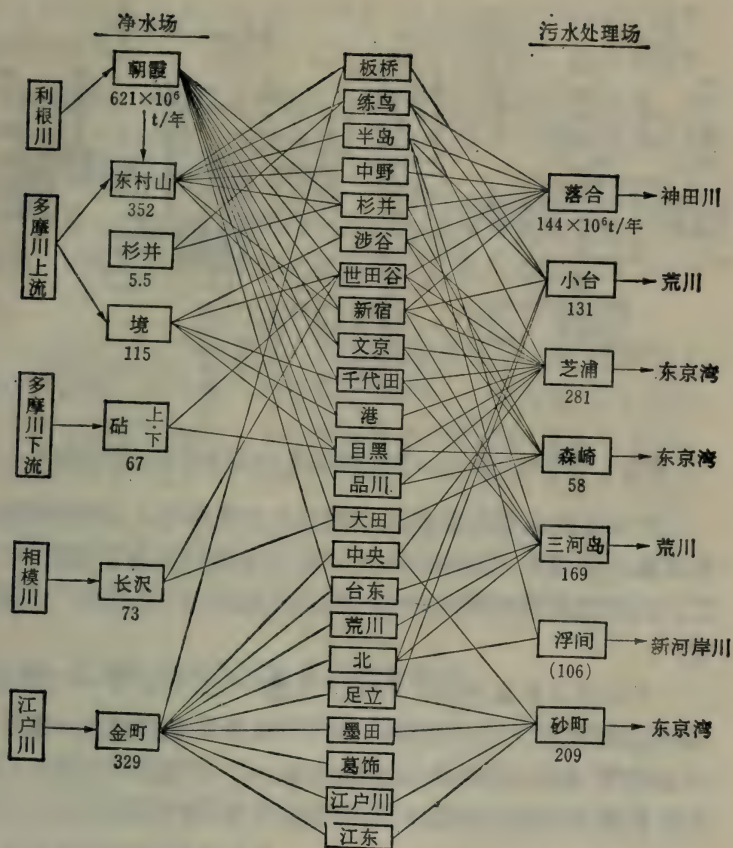 净水场
污水处理场
利根川
多摩川上流
多摩川下流
相模川
江户川
朝霞
621×10⁶
t/年
东村山
352
杉并
5.5
境
115
砧 上·下
67
长沢
73
金町
329
板桥
练鸟
半岛
中野
杉并
涉谷
世田谷
新宿
文京
千代田
港
目黑
品川
大田
中央
台东
荒川
北
足立
墨田
葛饰
江户川
江东
落合
144×10⁶t/年
小台
131
芝浦
281
森崎
58
三河岛
169
浮间
(106)
砂町
209
神田川
荒川
东京湾
东京湾
荒川
新河岸川
东京湾